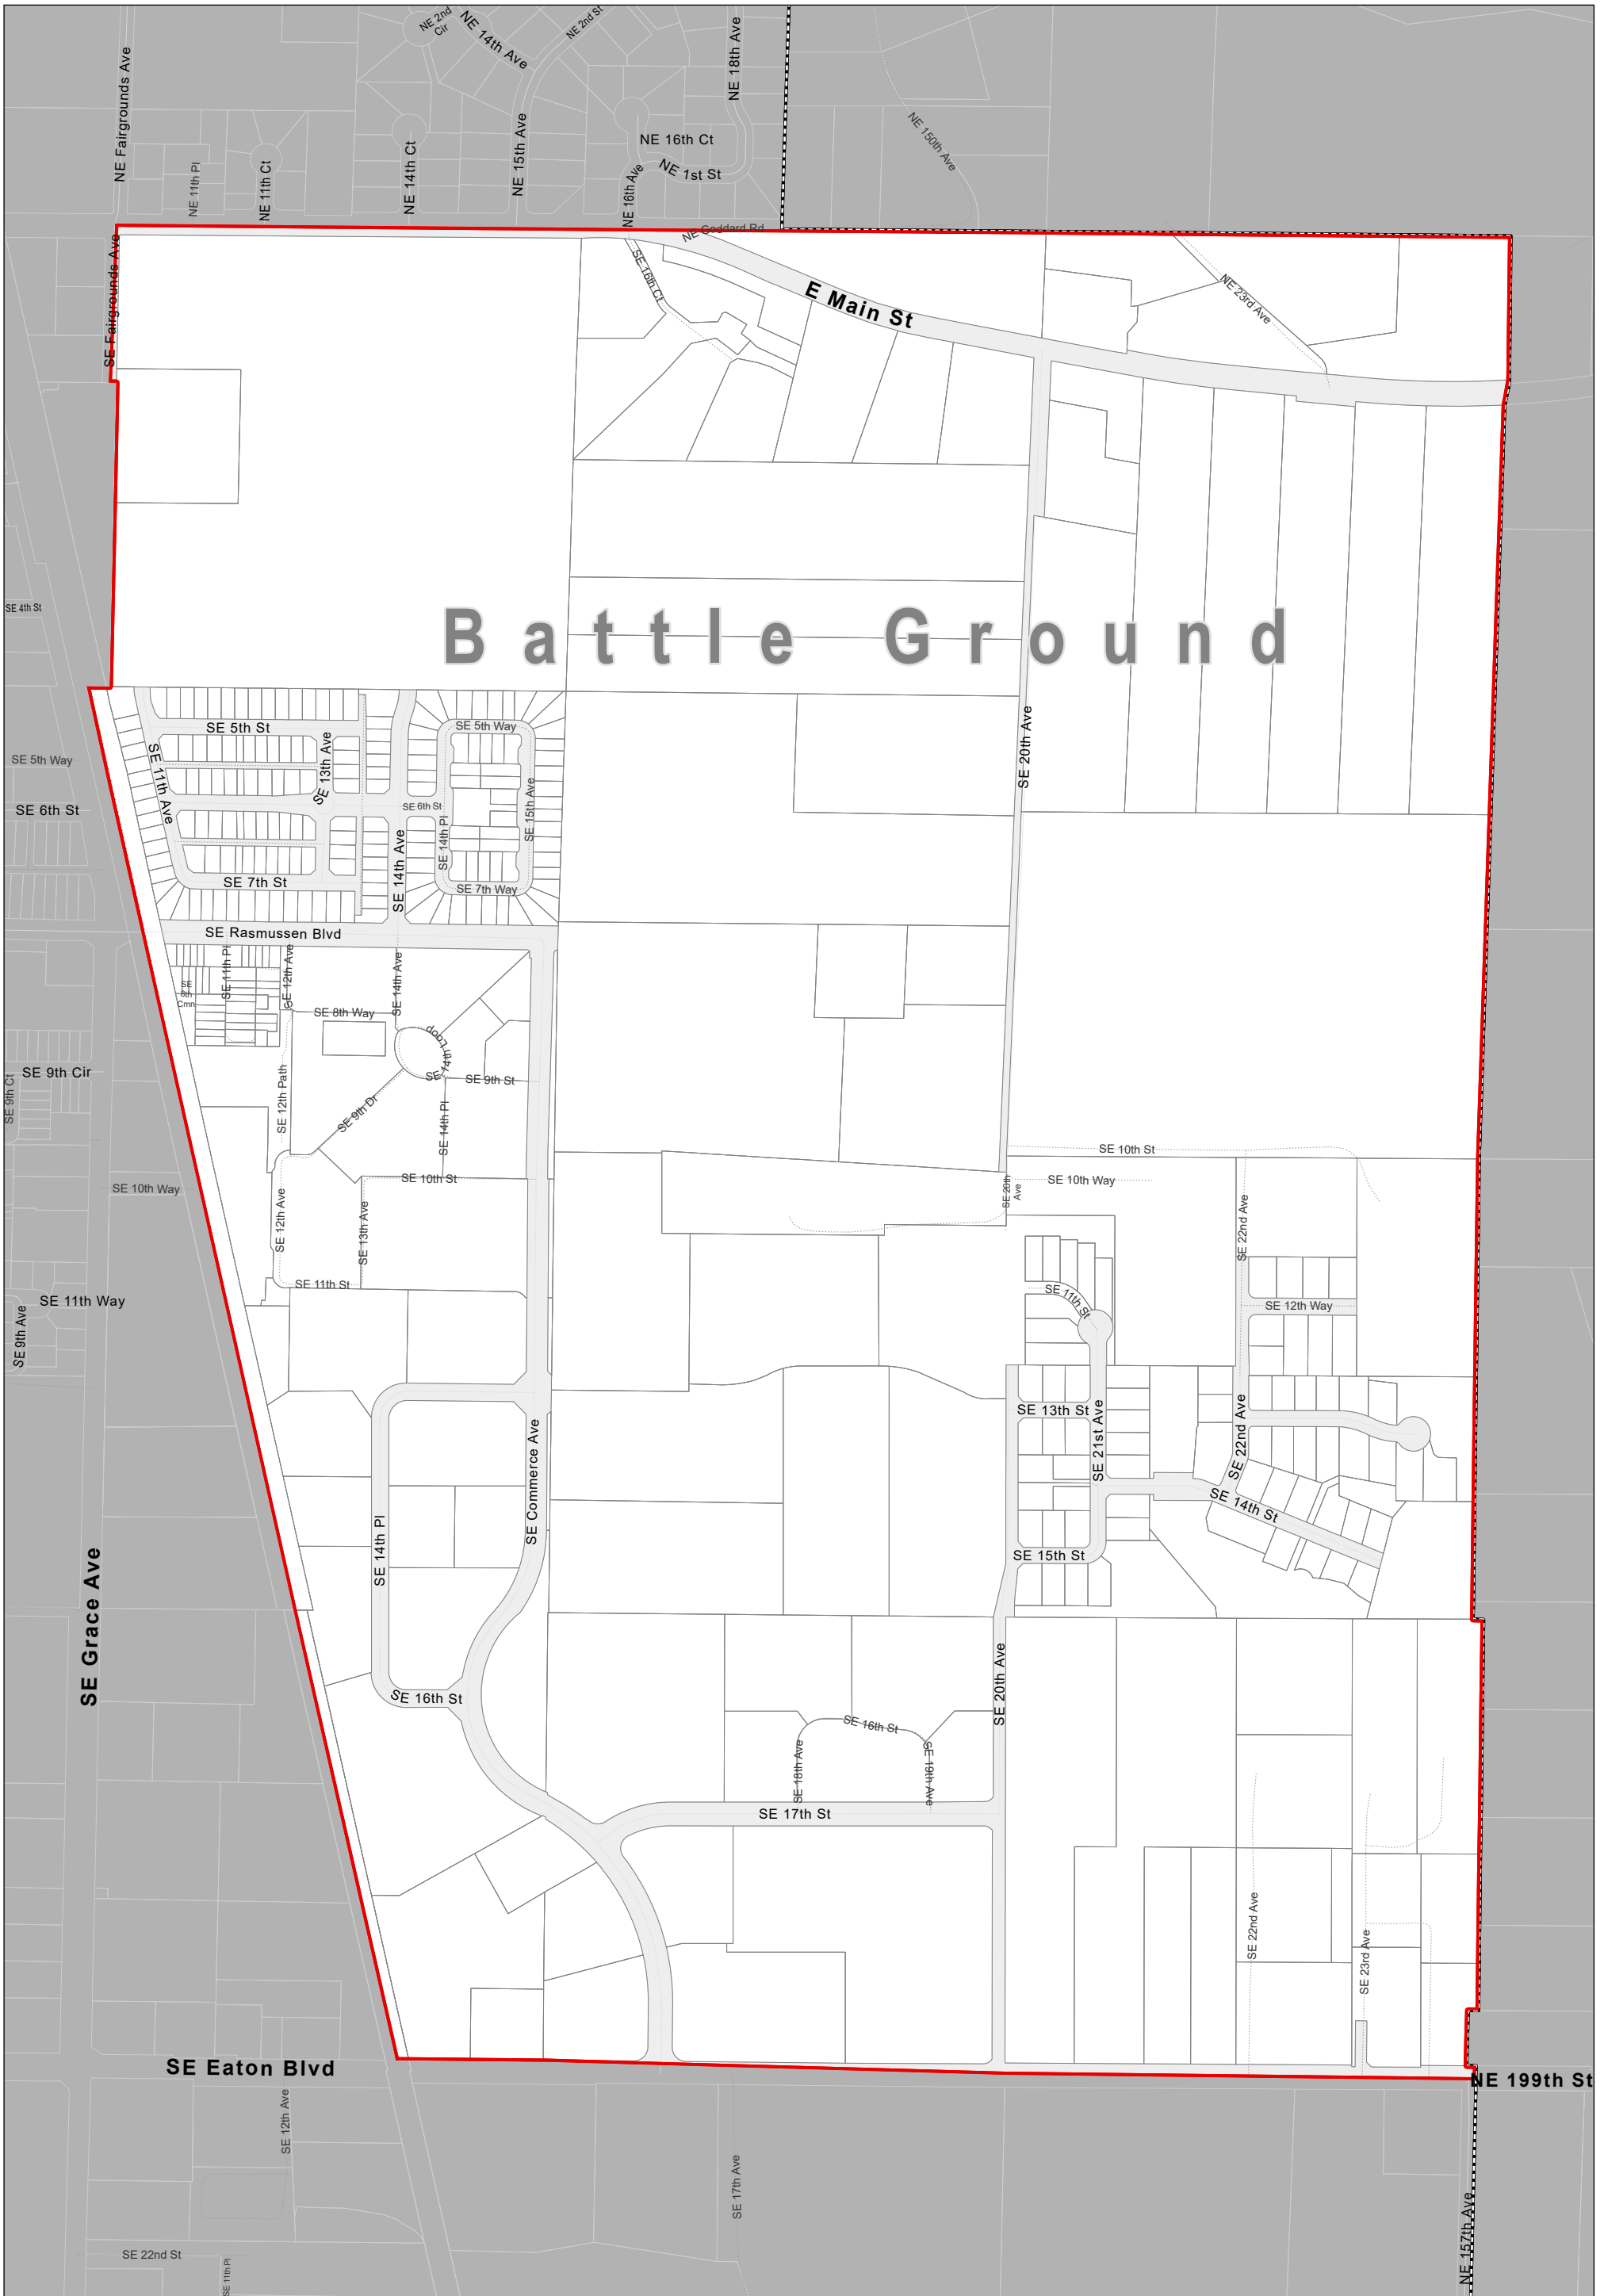 NE 2nd
Cir
NE 14th Ave
NE 2nd St
NE 18th Ave
NE Fairgrounds Ave
NE 15th Ave
NE 16th Ct
NE 150th Ave
NE 11th Pl
NE 11th Ct
NE 14th Ct
NE 16th Ave
NE 1st St
NE Goddard Rd
SE Fairgrounds Ave
SE 16th Ct
E Main St
NE 23rd Ave
SE 4th St
Battle Ground
SE 5th St
SE 5th Way
SE 20th Ave
SE 5th Way
SE 11th Ave
SE 13th Ave
SE 6th St
SE 6th St
SE 15th Ave
SE 14th Pl
SE 14th Ave
SE 7th St
SE 7th Way
SE Rasmussen Blvd
SE 11th Pl
SE 12th Ave
SE 14th Ave
SE
8th
Cmn
SE 8th Way
SE 14th Loop
SE 9th Cir
SE 9th St
SE 9th Ct
SE 12th Path
SE 9th Dr
SE 14th Pl
SE 10th St
SE 10th Way
SE 10th St
SE 10th Way
SE 20th
Ave
SE 12th Ave
SE 13th Ave
SE 22nd Ave
SE 11th St
SE 11th St
SE 11th Way
SE 12th Way
SE 9th Ave
SE 13th St
SE 21st Ave
SE 22nd Ave
SE Commerce Ave
SE 14th St
SE 14th Pl
SE 15th St
SE Grace Ave
SE 16th St
SE 20th Ave
SE 16th St
SE 18th Ave
SE 19th Ave
SE 17th St
SE 22nd Ave
SE 23rd Ave
SE Eaton Blvd
NE 199th St
SE 12th Ave
SE 17th Ave
NE 157th Ave
SE 22nd St
SE 11th Pl